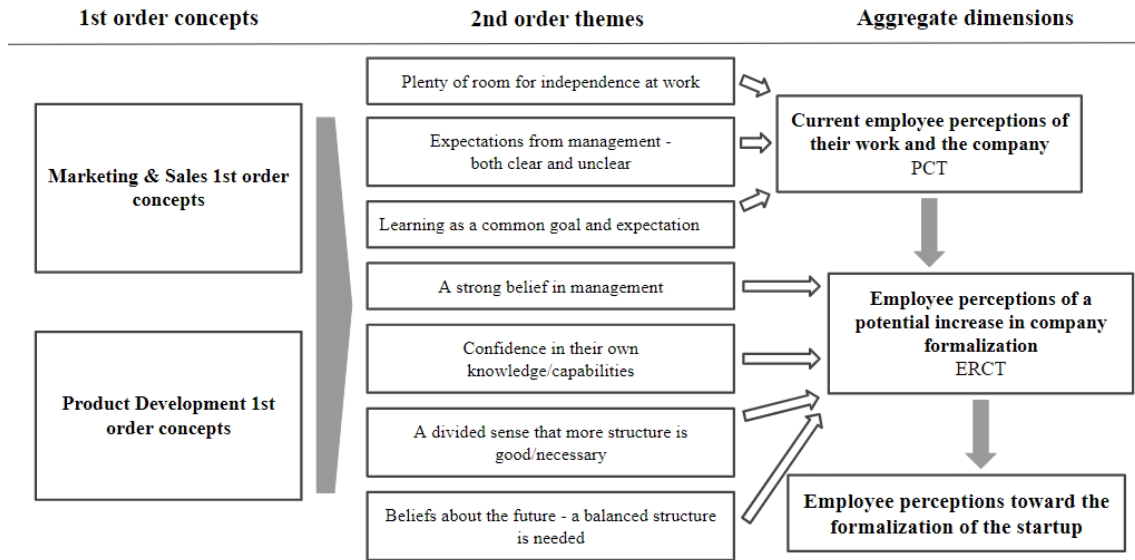 1st order concepts
2nd order themes
Aggregate dimensions
Marketing & Sales 1st order
concepts
Product Development 1st
order concepts
Plenty of room for independence at work
Expectations from management -
both clear and unclear
Learning as a common goal and expectation
A strong belief in management
Confidence in their own
knowledge/capabilities
A divided sense that more structure is
good/necessary
Beliefs about the future - a balanced structure
is needed
Current employee perceptions of
their work and the company
PCT
Employee perceptions of a
potential increase in company
formalization
ERCT
Employee perceptions toward the
formalization of the startup